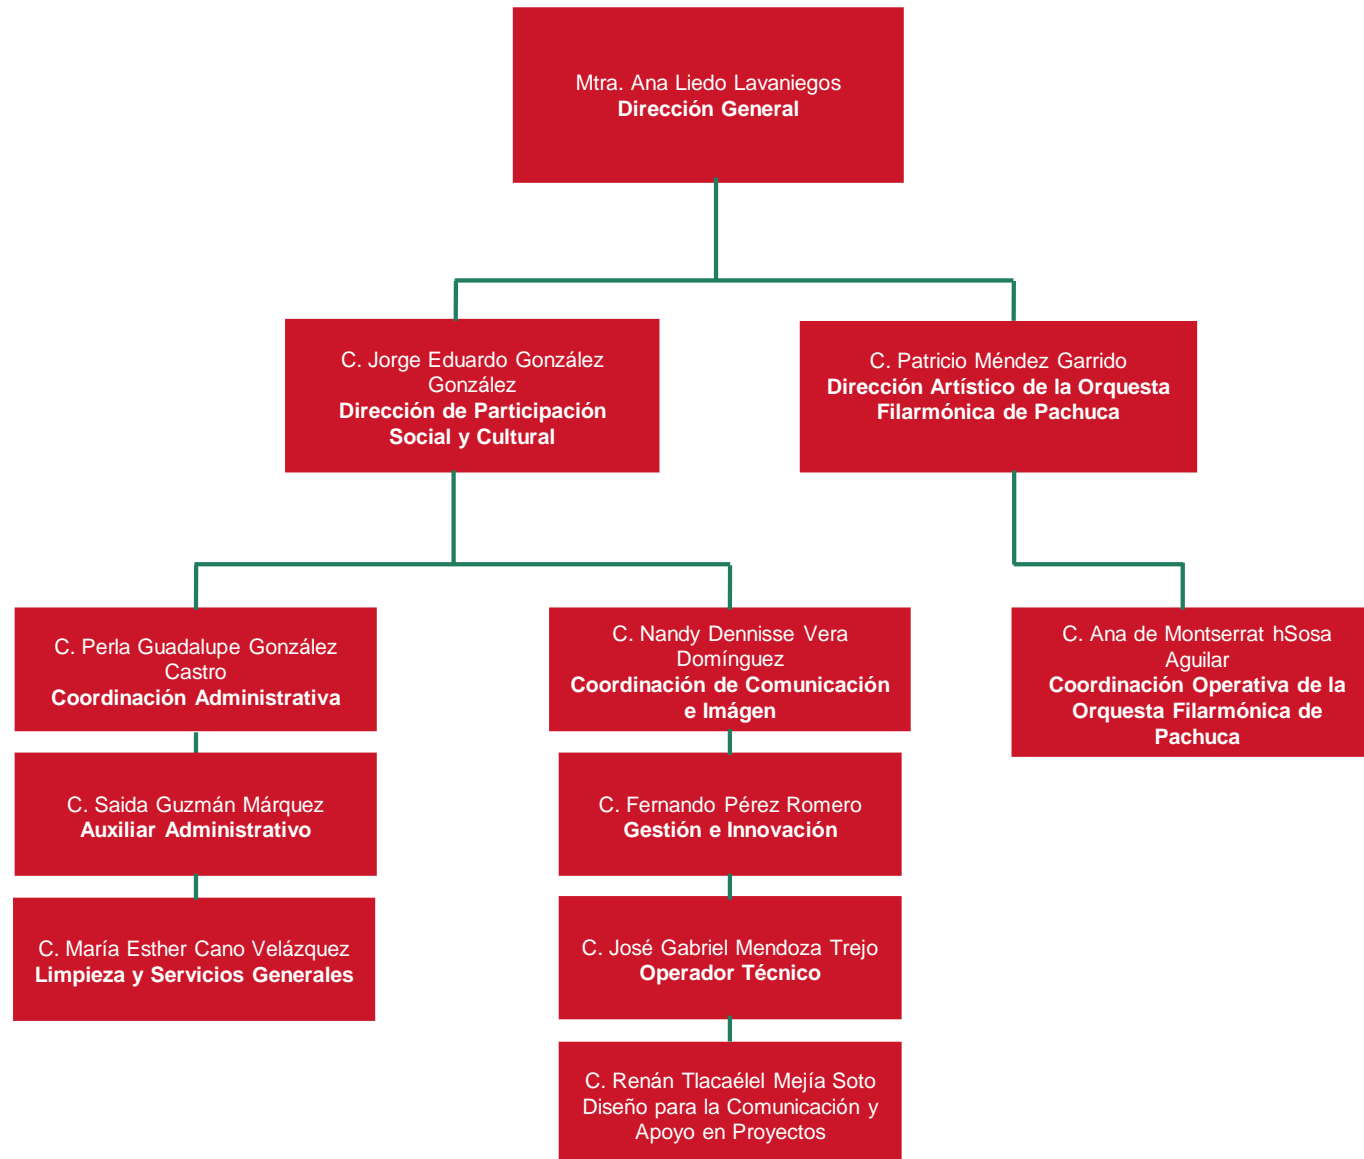 Mtra. Ana Liedo Lavaniegos
Dirección General
C. Jorge Eduardo González
González
Dirección de Participación
Social y Cultural
C. Patricio Méndez Garrido
Dirección Artístico de la Orquesta
Filarmónica de Pachuca
C. Perla Guadalupe González
Castro
Coordinación Administrativa
C. Nandy Dennisse Vera
Domínguez
Coordinación de Comunicación
e Imágen
C. Ana de Montserrat hSosa
Aguilar
Coordinación Operativa de la
Orquesta Filarmónica de
Pachuca
C. Saida Guzmán Márquez
Auxiliar Administrativo
C. Fernando Pérez Romero
Gestión e Innovación
C. María Esther Cano Velázquez
Limpieza y Servicios Generales
C. José Gabriel Mendoza Trejo
Operador Técnico
C. Renán Tlacaélel Mejía Soto
Diseño para la Comunicación y
Apoyo en Proyectos